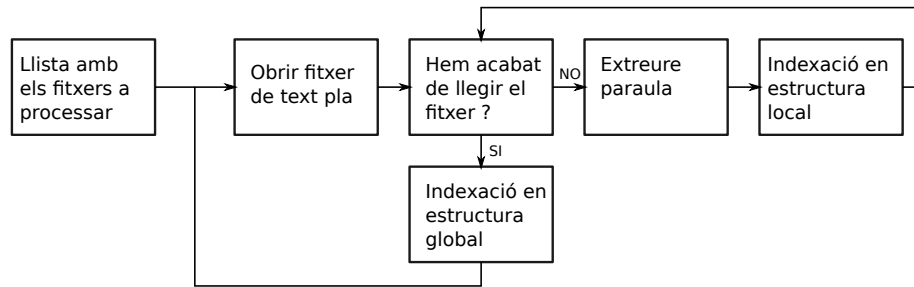 Llista amb
els fitxers a
processar
Obrir fitxer
de text pla
Hem acabat
de llegir el
fitxer ?
NO
Extreure
paraula
Indexació en
estructura
local
SI
Indexació en
estructura
global